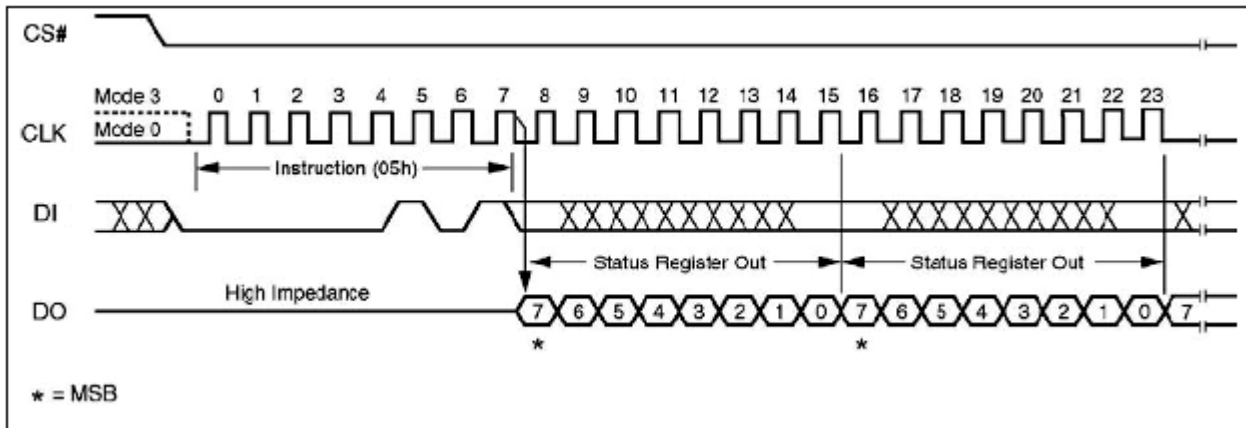 CS#
Mode 3
0 1 2 3 4 5 6 7 8 9 10 11 12 13 14 15 16 17 18 19 20 21 22 23
CLK
Mode 0
Instruction (05h)
DI
Status Register Out
Status Register Out
High Impedance
DO
7 6 5 4 3 2 1 0 7 6 5 4 3 2 1 0 7
* *
* = MSB